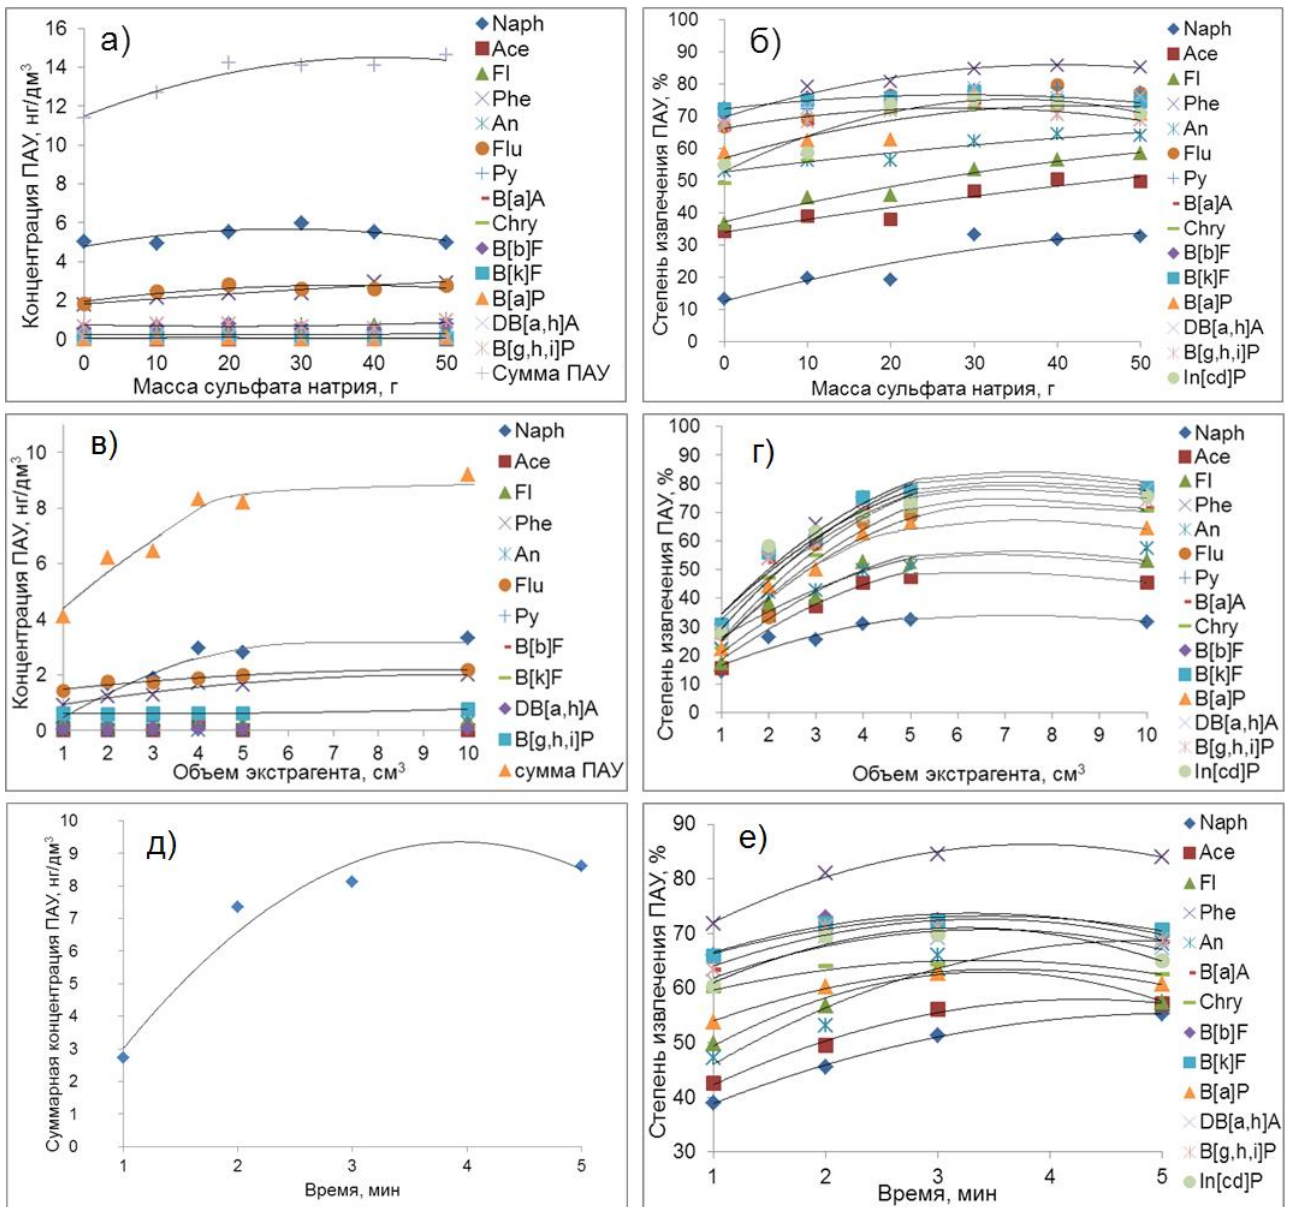 а)
Концентрация ПАУ, нг/дм³
16
14
12
10
8
6
4
2
0
0 10 20 30 40 50
Масса сульфата натрия, г
Naph
Ace
Fl
Phe
An
Flu
Py
B[a]A
Chry
B[b]F
B[k]F
B[a]P
DB[a,h]A
B[g,h,i]P
Сумма ПАУ
б)
Степень извлечения ПАУ, %
100
90
80
70
60
50
40
30
20
10
0
0 10 20 30 40 50
Масса сульфата натрия, г
Naph
Ace
Fl
Phe
An
Flu
Py
B[a]A
Chry
B[b]F
B[k]F
B[a]P
DB[a,h]A
B[g,h,i]P
In[cd]P
в)
Концентрация ПАУ, нг/дм³
10
8
6
4
2
0
1 2 3 4 5 6 7 8 9 10
Объем экстрагента, см³
Naph
Ace
Fl
Phe
An
Flu
Py
B[b]F
B[k]F
DB[a,h]A
B[g,h,i]P
сумма ПАУ
г)
Степень извлечения ПАУ, %
100
90
80
70
60
50
40
30
20
10
0
1 2 3 4 5 6 7 8 9 10
Объем экстрагента, см³
Naph
Ace
Fl
Phe
An
Flu
Py
B[a]A
Chry
B[b]F
B[k]F
B[a]P
DB[a,h]A
B[g,h,i]P
In[cd]P
д)
Суммарная концентрация ПАУ, нг/дм³
10
9
8
7
6
5
4
3
2
1
0
1 2 3 4 5
Время, мин
е)
Степень извлечения ПАУ, %
90
80
70
60
50
40
30
1 2 3 4 5
Время, мин
Naph
Ace
Fl
Phe
An
B[a]A
Chry
B[b]F
B[k]F
B[a]P
DB[a,h]A
B[g,h,i]P
In[cd]P